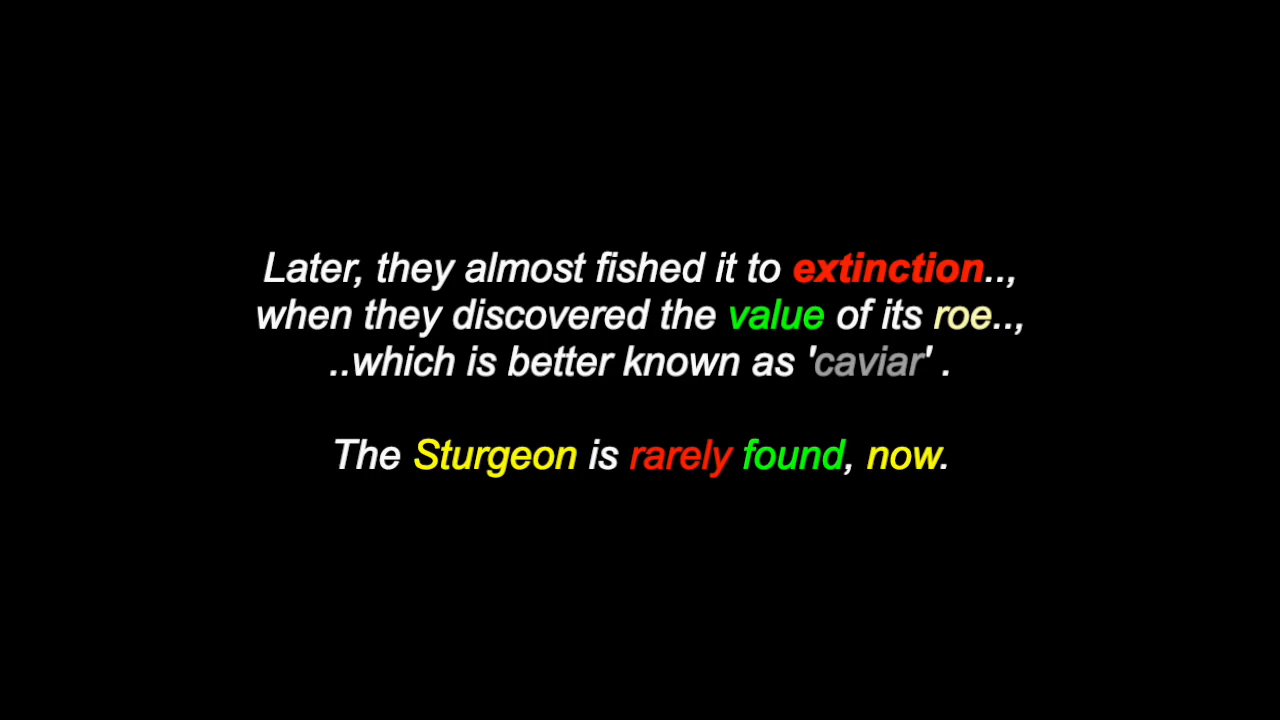 Later, they almost fished it to extinction..,
when they discovered the value of its roe..,
..which is better known as 'caviar' .
The Sturgeon is rarely found, now.